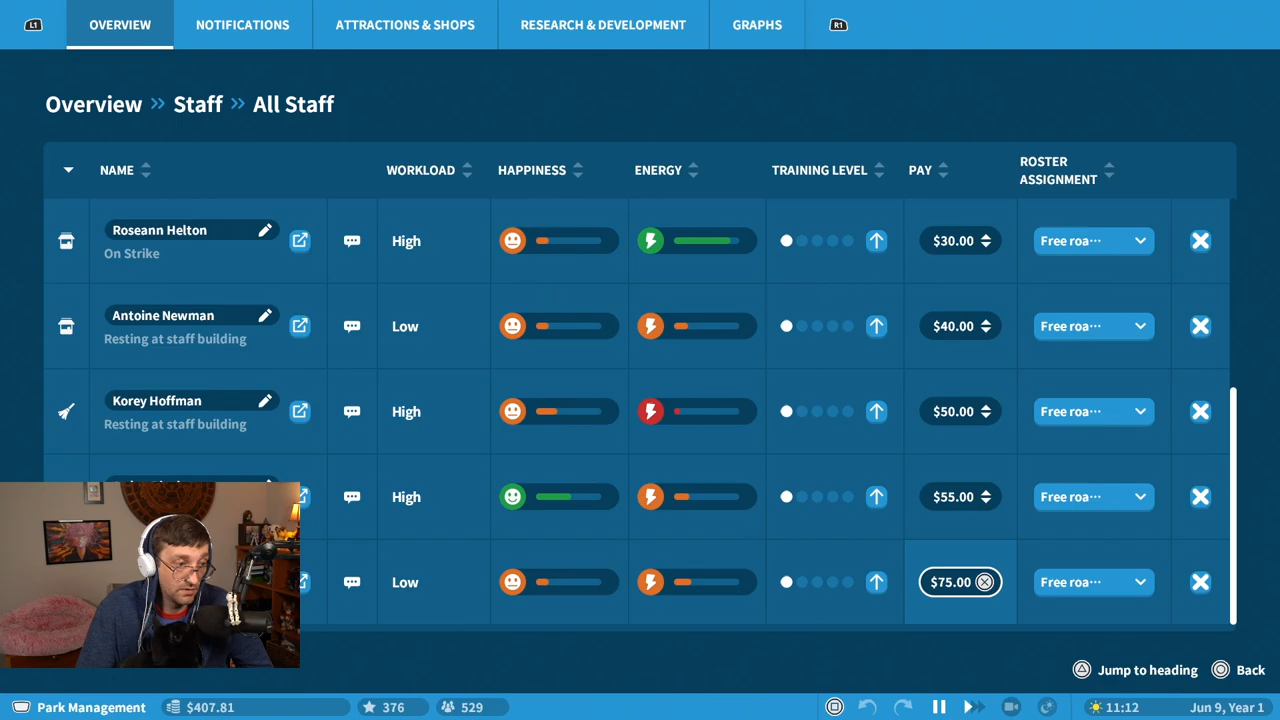 L1
OVERVIEW
NOTIFICATIONS
ATTRACTIONS & SHOPS
RESEARCH & DEVELOPMENT
GRAPHS
R1
Overview » Staff » All Staff
NAME
WORKLOAD
HAPPINESS
ENERGY
TRAINING LEVEL
PAY
ROSTER
ASSIGNMENT
Roseann Helton
On Strike
High
$30.00
Free roa···
Antoine Newman
Resting at staff building
Low
$40.00
Free roa···
Korey Hoffman
Resting at staff building
High
$50.00
Free roa···
High
$55.00
Free roa···
Low
$75.00
Free roa···
Jump to heading
Back
Park Management
$407.81
376
529
11:12
Jun 9, Year 1